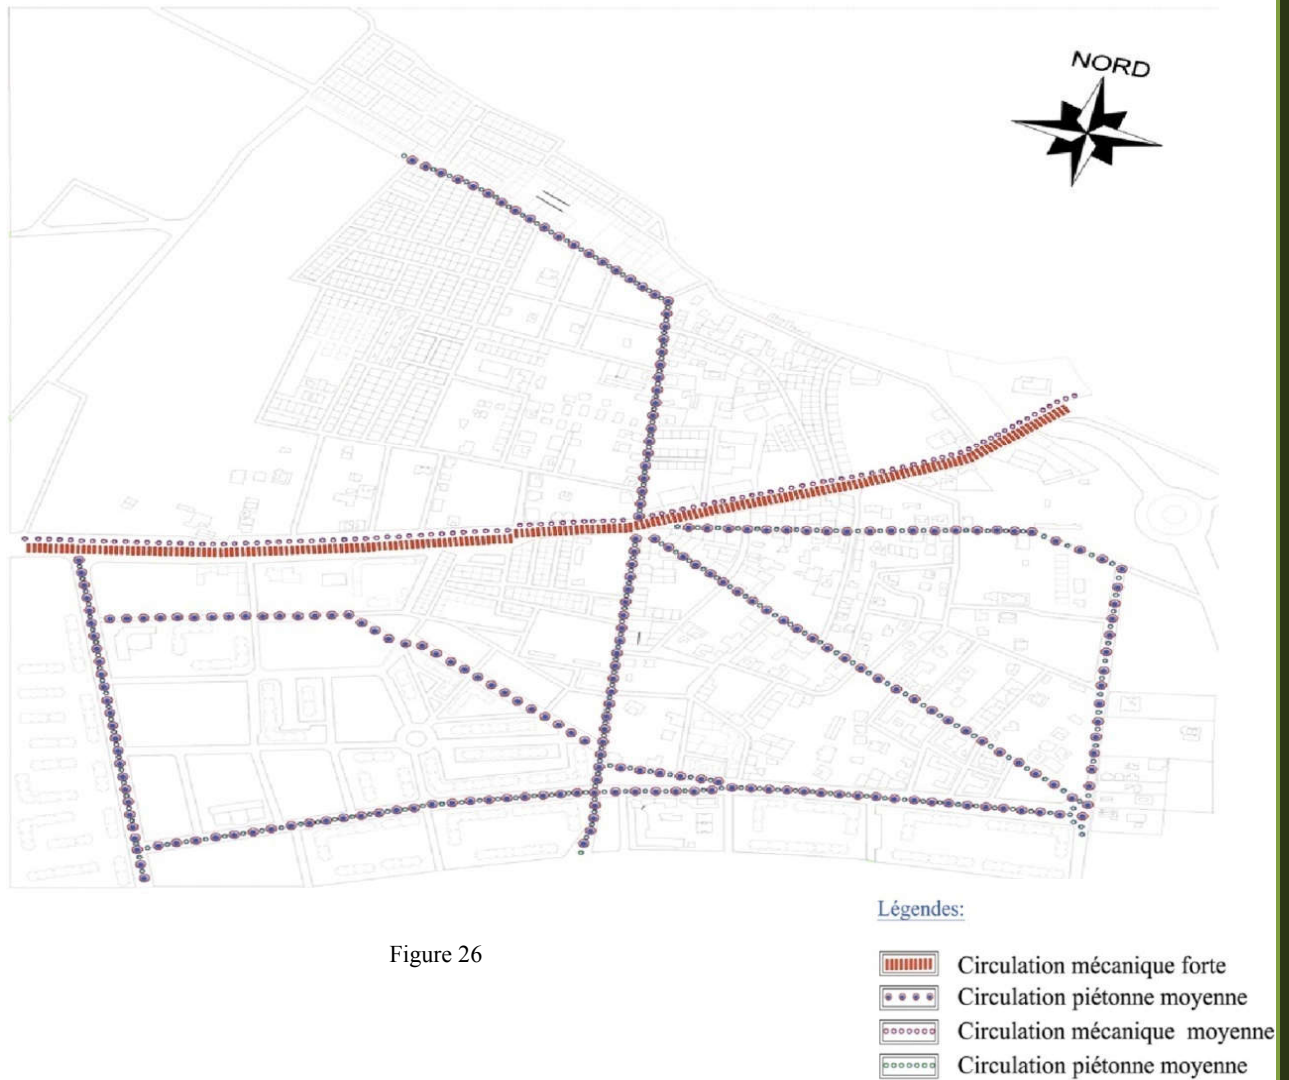 NORD
Légendes:
Figure 26
Circulation mécanique forte
Circulation piétonne moyenne
Circulation mécanique moyenne
Circulation piétonne moyenne